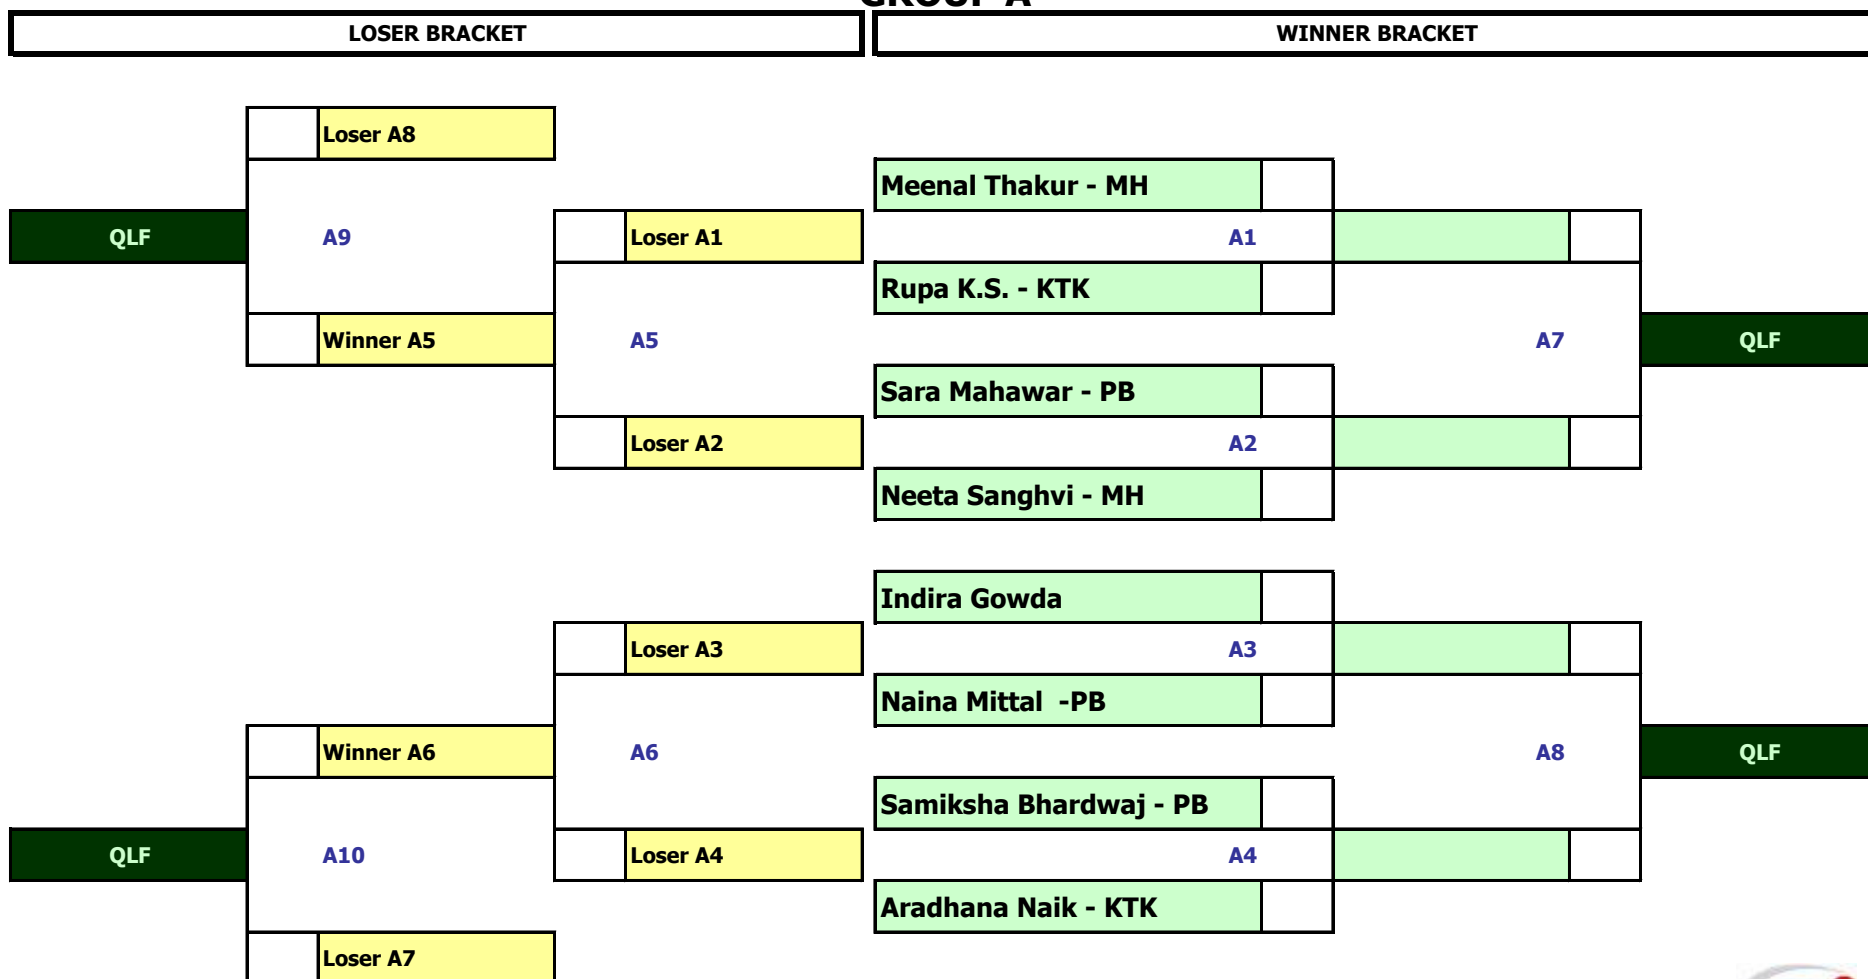 GROUP A
LOSER BRACKET
WINNER BRACKET
Loser A8
Meenal Thakur - MH
QLF
A9
Loser A1
A1
Rupa K.S. - KTK
Winner A5
A5
A7
QLF
Sara Mahawar - PB
Loser A2
A2
Neeta Sanghvi - MH
Indira Gowda
Loser A3
A3
Naina Mittal  -PB
Winner A6
A6
A8
QLF
Samiksha Bhardwaj - PB
QLF
A10
Loser A4
A4
Aradhana Naik - KTK
Loser A7